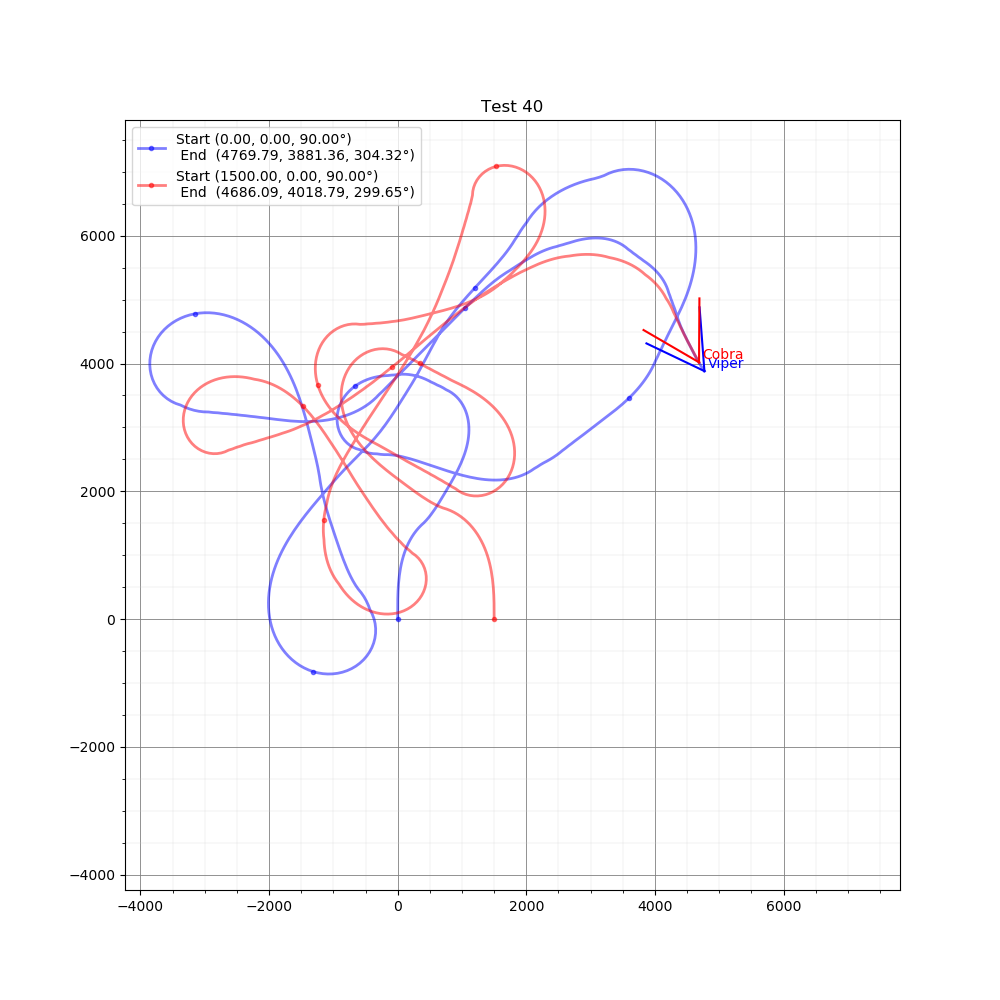 Test 40
Start (0.00, 0.00, 90.00°)
End (4769.79, 3881.36, 304.32°)
Start (1500.00, 0.00, 90.00°)
End (4686.09, 4018.79, 299.65°)
6000
4000
2000
0
−2000
−4000
Cobra
Viper
−4000 −2000 0 2000 4000 6000